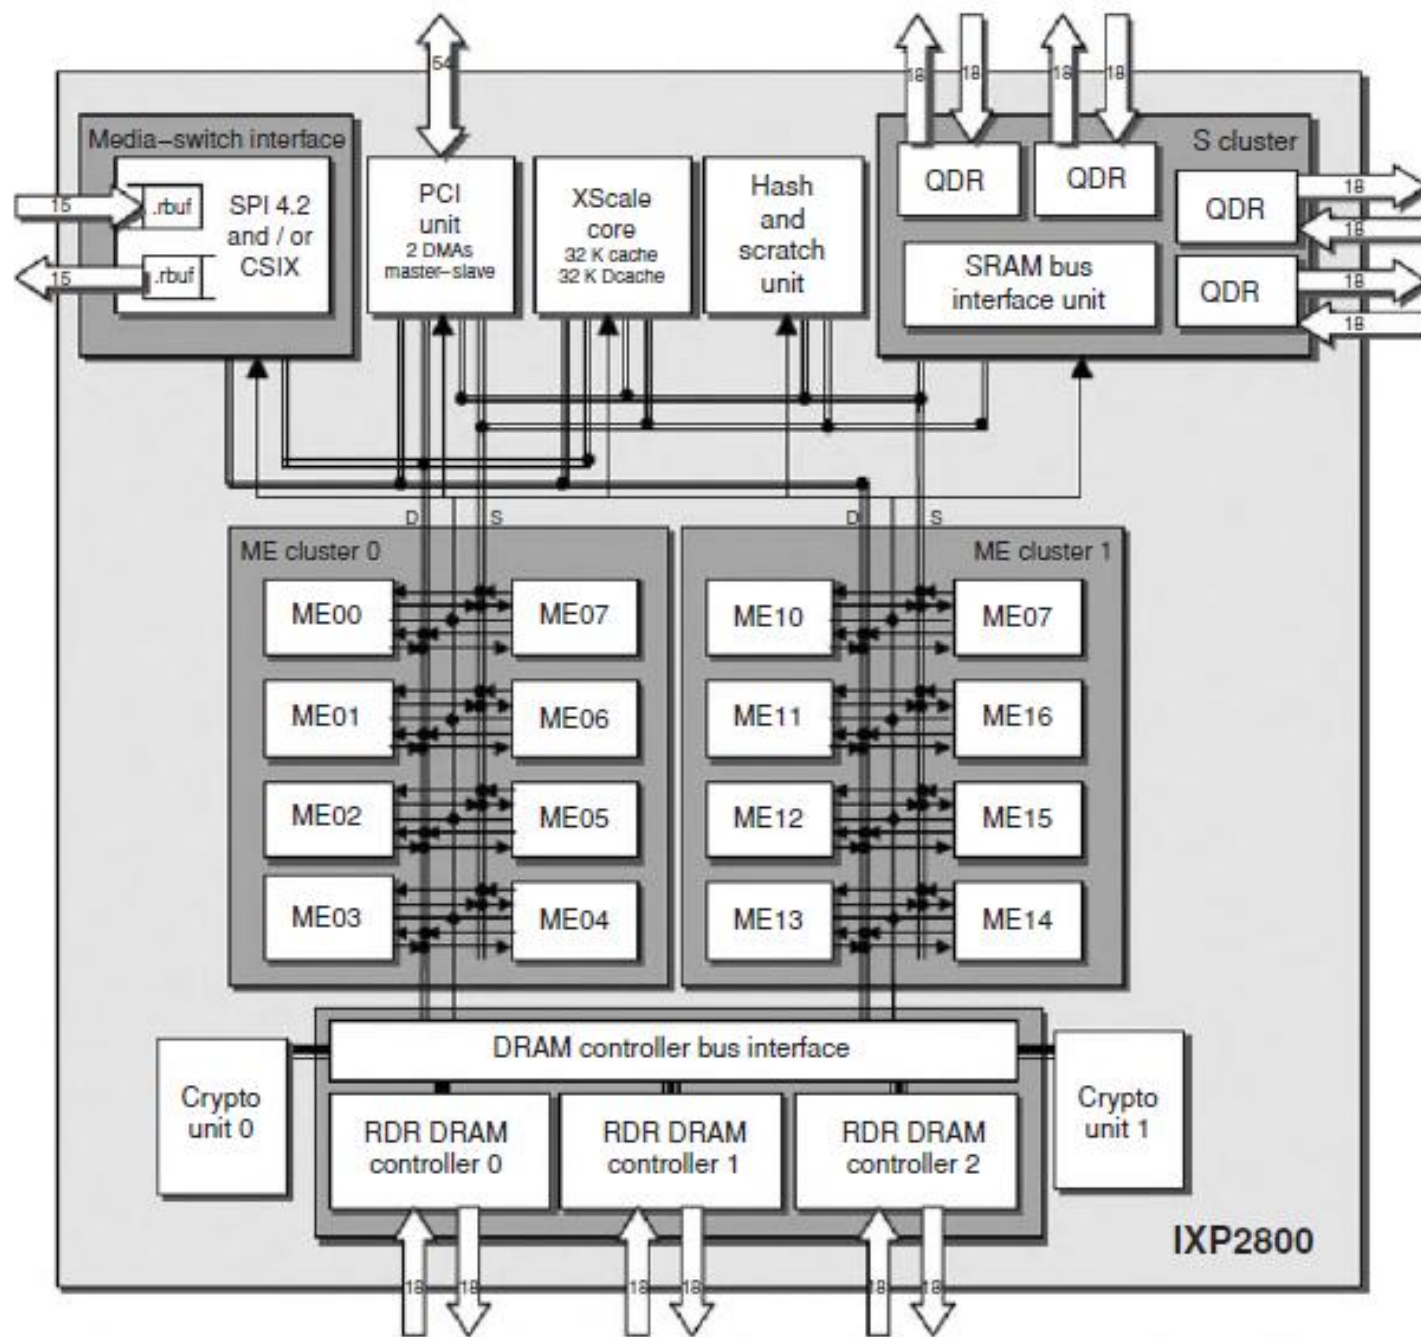 54
18
18
18
18
Media-switch interface
.rbuf
SPI 4.2
and / or
CSIX
.rbuf
15
15
PCI
unit
2 DMAs
master-slave
XScale
core
32 K cache
32 K Dcache
Hash
and
scratch
unit
S cluster
QDR
QDR
QDR
QDR
SRAM bus
interface unit
18
18
18
18
D
S
D
S
ME cluster 0
ME00
ME07
ME01
ME06
ME02
ME05
ME03
ME04
ME cluster 1
ME10
ME07
ME11
ME16
ME12
ME15
ME13
ME14
DRAM controller bus interface
Crypto
unit 0
RDR DRAM
controller 0
RDR DRAM
controller 1
RDR DRAM
controller 2
Crypto
unit 1
18
18
18
18
18
18
IXP2800